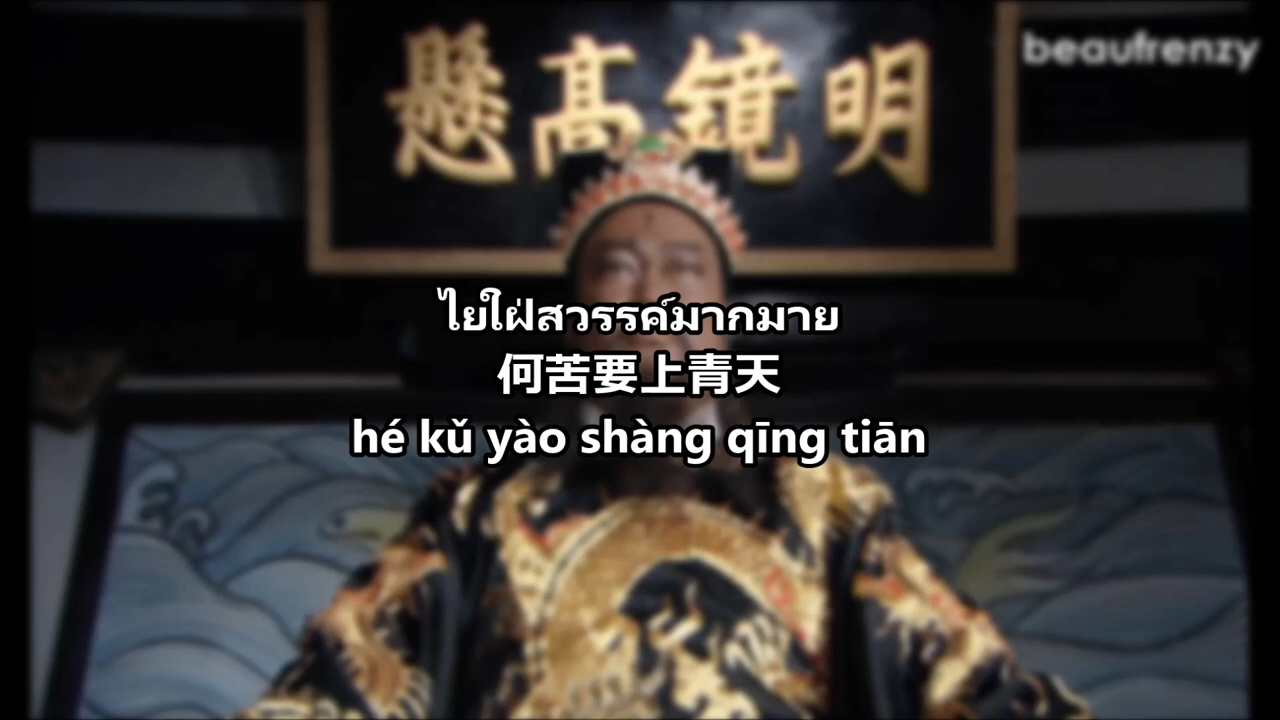 懸高鏡明
beaufrenzy
ไยใฝ่สวรรค์มากมาย
何苦要上青天
hé kǔ yào shàng qīng tiān